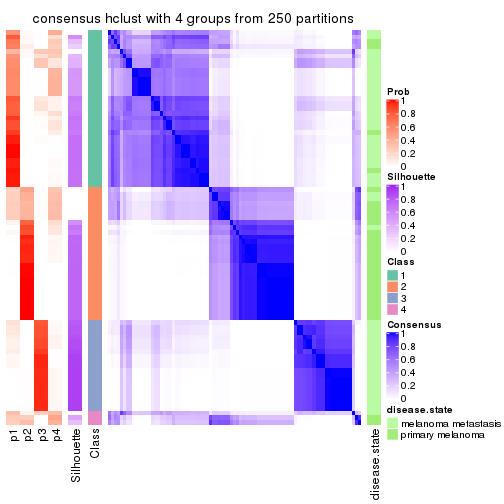 consensus hclust with 4 groups from 250 partitions
Prob
1
0.8
0.6
0.4
0.2
0
Silhouette
1
0.8
0.6
0.4
0.2
0
Class
1
2
3
4
Consensus
1
0.8
0.6
0.4
0.2
0
disease.state
melanoma metastasis
primary melanoma
p1
p2
p3
p4
Silhouette
Class
disease.state